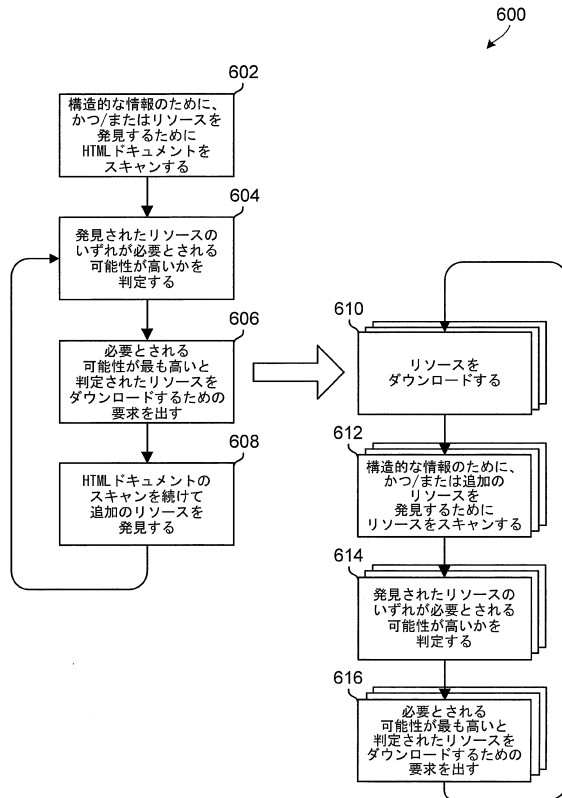 600
602
構造的な情報のために、
かつ/またはリソースを
発見するために
HTMLドキュメントを
スキャンする
604
発見されたリソースの
いずれが必要とされる
可能性が高いかを
判定する
606
必要とされる
可能性が最も高いと
判定されたリソースを
ダウンロードするための
要求を出す
608
HTMLドキュメントの
スキャンを続けて
追加のリソースを
発見する
610
リソースを
ダウンロードする
612
構造的な情報のために、
かつ/または追加の
リソースを
発見するために
リソースをスキャンする
614
発見されたリソースの
いずれが必要とされる
可能性が高いかを
判定する
616
必要とされる
可能性が最も高いと
判定されたリソースを
ダウンロードするための
要求を出す